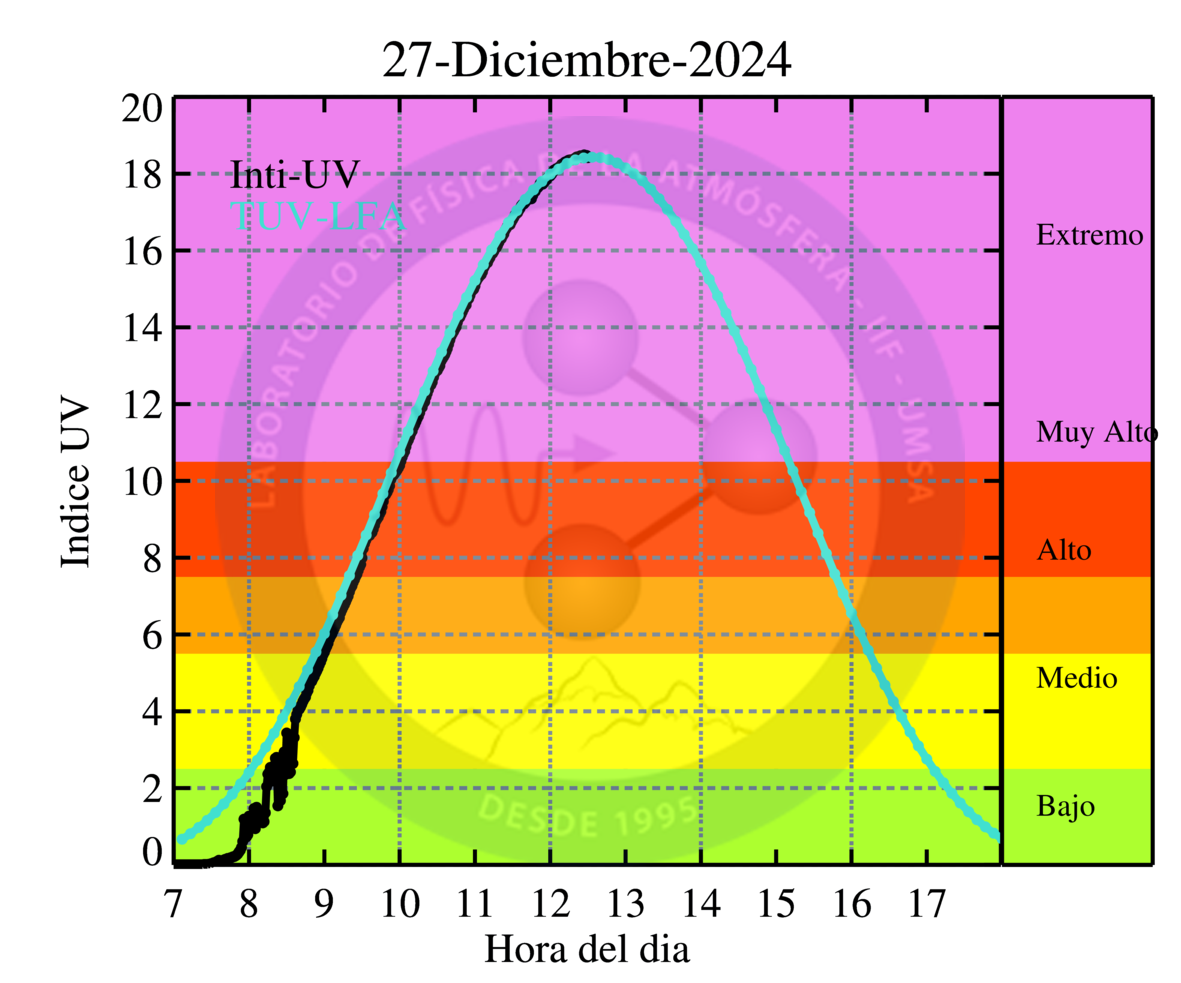 27-Diciembre-2024
20
18
16
14
12
10
8
6
4
2
0
Indice UV
Inti-UV
TUV-LFA
LABORATORIO DE FÍSICA DE LA ATMÓSFERA - IIF - UMSA
DESDE 1995
Extremo
Muy Alto
Alto
Medio
Bajo
7 8 9 10 11 12 13 14 15 16 17
Hora del dia